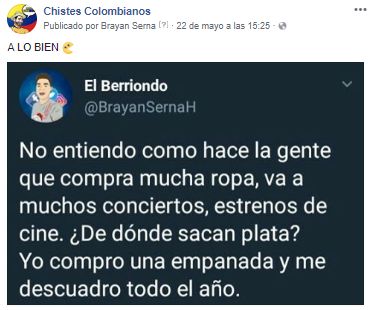 Chistes Colombianos
Publicado por Brayan Serna [?] · 22 de mayo a las 15:25 ·
A LO BIEN
El Berriondo
@BrayanSernaH
No entiendo como hace la gente
que compra mucha ropa, va a
muchos conciertos, estrenos de
cine. ¿De dónde sacan plata?
Yo compro una empanada y me
descuadro todo el año.